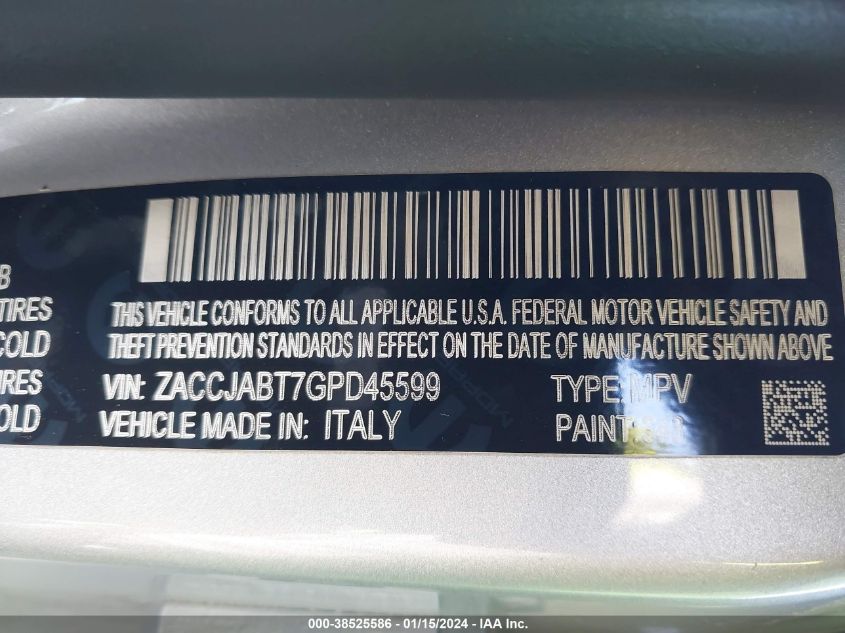 B
TIRES
COLD
IRES
OLD
THIS VEHICLE CONFORMS TO ALL APPLICABLE U.S.A. FEDERAL MOTOR VEHICLE SAFETY AND
THEFT PREVENTION STANDARDS IN EFFECT ON THE DATE OF MANUFACTURE SHOWN ABOVE
VIN: ZACCJABT7GPD45599 TYPE: MPV
VEHICLE MADE IN: ITALY PAINT:
000-38525586 - 01/15/2024 - IAA Inc.